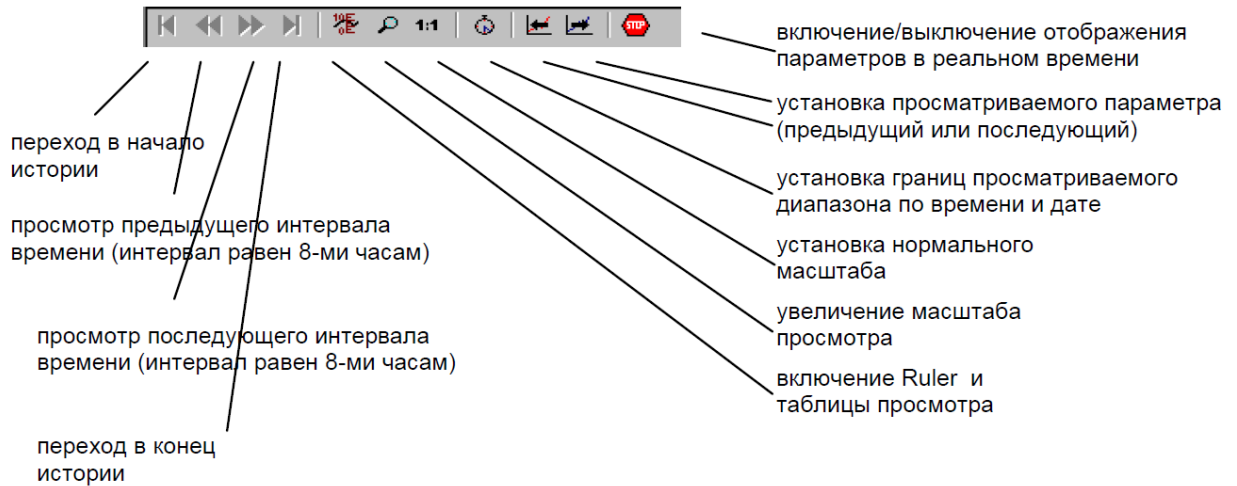 10E
0E
1:1
STOP
включение/выключение отображения
параметров в реальном времени
установка просматриваемого параметра
(предыдущий или последующий)
переход в начало
истории
установка границ просматриваемого
диапазона по времени и дате
просмотр предыдущего интервала
времени (интервал равен 8-ми часам)
установка нормального
масштаба
увеличение масштаба
просмотра
просмотр последующего интервала
времени (интервал равен 8-ми часам)
включение Ruler и
таблицы просмотра
переход в конец
истории